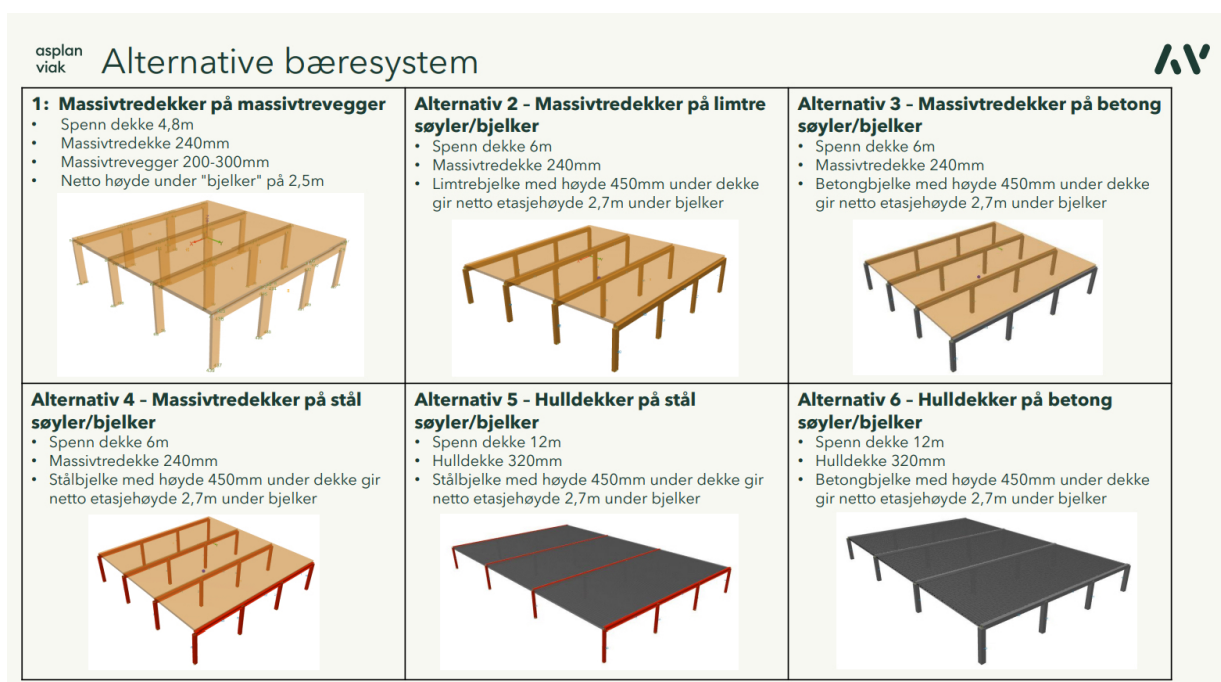 asplan
viak
Alternative bæresystem
1: Massivtredekker på massivtrevegger
• Spenn dekke 4,8m
• Massivtredekke 240mm
• Massivtrevegger 200-300mm
• Netto høyde under "bjelker" på 2,5m
Alternativ 2 – Massivtredekker på limtre
søyler/bjelker
• Spenn dekke 6m
• Massivtredekke 240mm
• Limtrebjelke med høyde 450mm under dekke
gir netto etasjehøyde 2,7m under bjelker
Alternativ 3 – Massivtredekker på betong
søyler/bjelker
• Spenn dekke 6m
• Massivtredekke 240mm
• Betongbjelke med høyde 450mm under dekke
gir netto etasjehøyde 2,7m under bjelker
Alternativ 4 – Massivtredekker på stål
søyler/bjelker
• Spenn dekke 6m
• Massivtredekke 240mm
• Stålbjelke med høyde 450mm under dekke gir
netto etasjehøyde 2,7m under bjelker
Alternativ 5 – Hulldekker på stål
søyler/bjelker
• Spenn dekke 12m
• Hulldekke 320mm
• Stålbjelke med høyde 450mm under dekke gir
netto etasjehøyde 2,7m under bjelker
Alternativ 6 – Hulldekker på betong
søyler/bjelker
• Spenn dekke 12m
• Hulldekke 320mm
• Betongbjelke med høyde 450mm under dekke
gir netto etasjehøyde 2,7m under bjelker